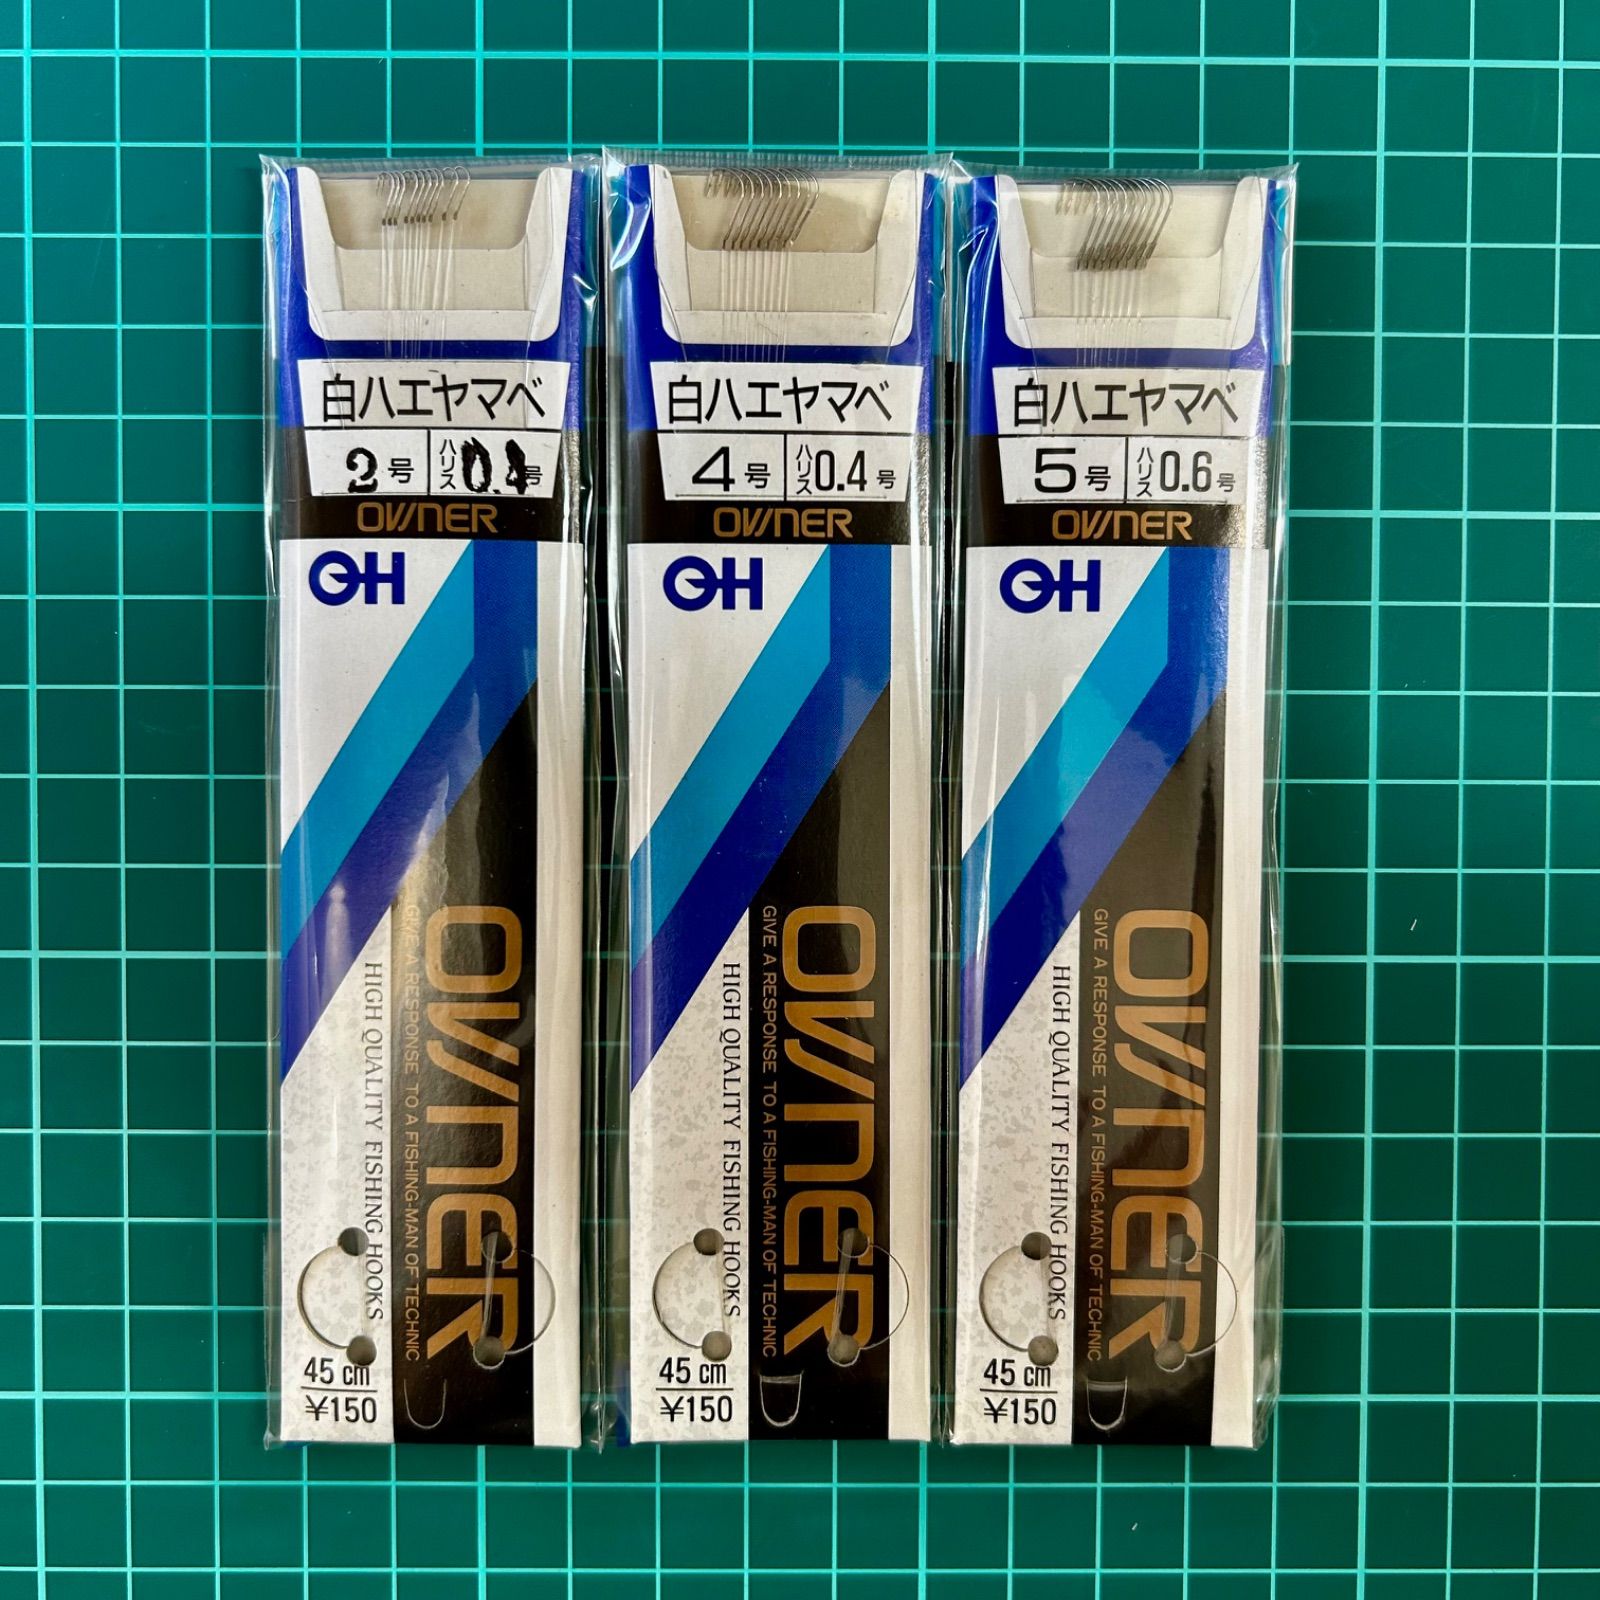 白ハエヤマベ
2号 ハリス 0.4号
OWNER
OH
OWNER
GIVE A RESPONSE TO A FISHING-MAN OF TECHNIC
HIGH QUALITY FISHING HOOKS
45cm
¥150
白ハエヤマベ
4号 ハリス 0.4号
OWNER
OH
OWNER
GIVE A RESPONSE TO A FISHING-MAN OF TECHNIC
HIGH QUALITY FISHING HOOKS
45cm
¥150
白ハエヤマベ
5号 ハリス 0.6号
OWNER
OH
OWNER
GIVE A RESPONSE TO A FISHING-MAN OF TECHNIC
HIGH QUALITY FISHING HOOKS
45cm
¥150